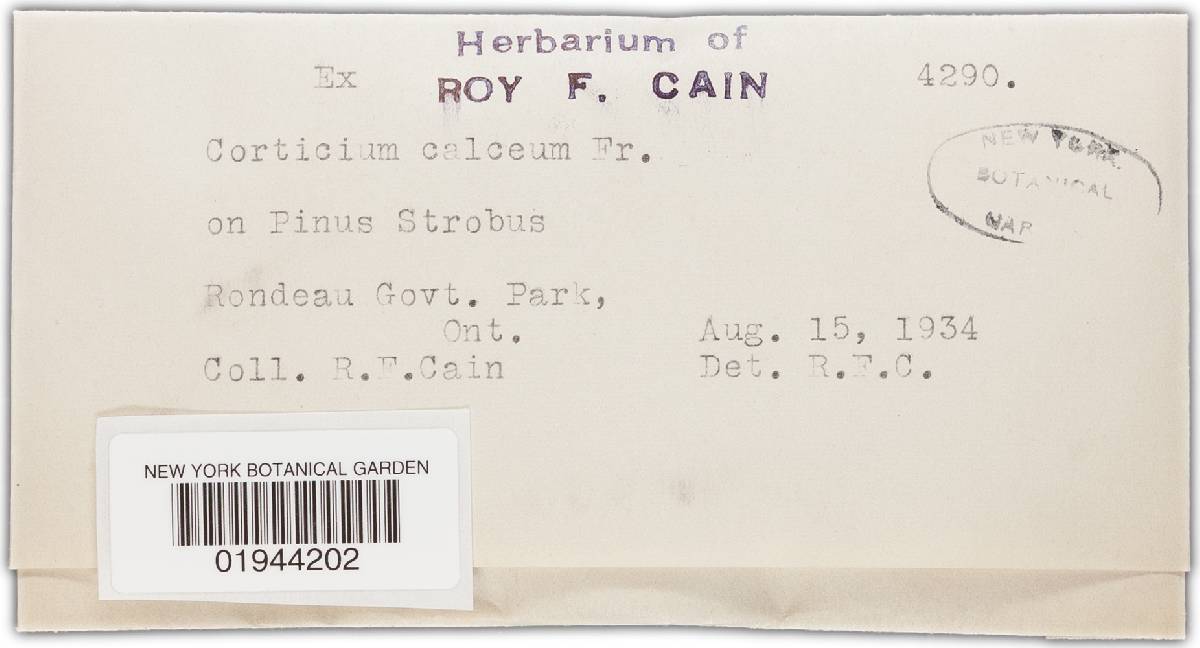 Herbarium of
Ex ROY F. CAIN 4290.
Corticium calceum Fr.
on Pinus Strobus
Rondeau Govt. Park,
Ont. Aug. 15, 1934
Coll. R.F.Cain Det. R.F.C.
NEW YORK
BOTANICAL
NEW YORK BOTANICAL GARDEN
01944202